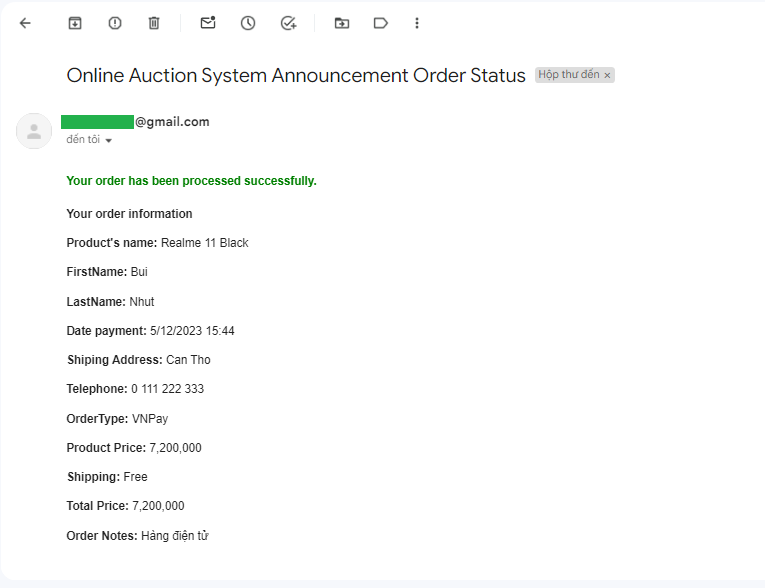 Online Auction System Announcement Order Status Hộp thư đến ×
@gmail.com
đến tôi
Your order has been processed successfully.
Your order information
Product's name: Realme 11 Black
FirstName: Bui
LastName: Nhut
Date payment: 5/12/2023 15:44
Shiping Address: Can Tho
Telephone: 0 111 222 333
OrderType: VNPay
Product Price: 7,200,000
Shipping: Free
Total Price: 7,200,000
Order Notes: Hàng điện tử